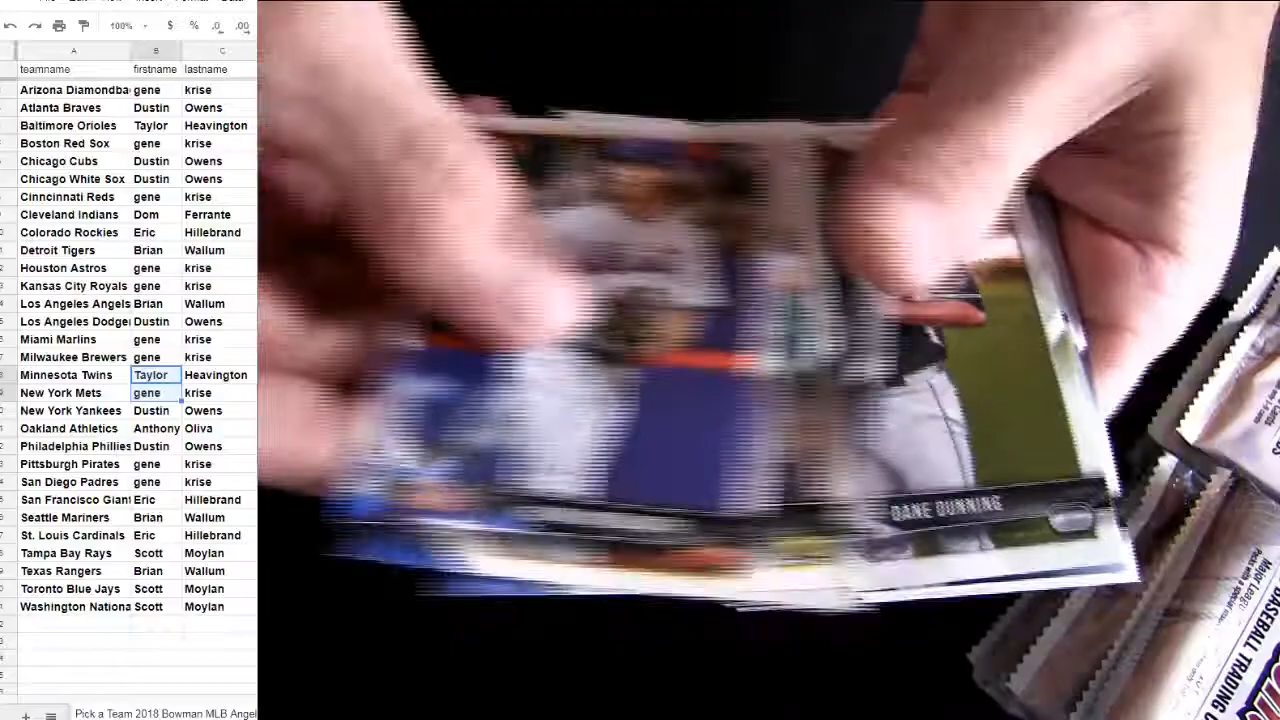 100% $ % .0 .00
A B C
teamname firstname lastname
Arizona Diamondba gene krise
Atlanta Braves Dustin Owens
Baltimore Orioles Taylor Heavington
Boston Red Sox gene krise
Chicago Cubs Dustin Owens
Chicago White Sox Dustin Owens
Cinncinnati Reds gene krise
Cleveland Indians Dom Ferrante
Colorado Rockies Eric Hillebrand
Detroit Tigers Brian Wallum
Houston Astros gene krise
Kansas City Royals gene krise
Los Angeles Angels Brian Wallum
Los Angeles Dodge Dustin Owens
Miami Marlins gene krise
Milwaukee Brewers gene krise
Minnesota Twins Taylor Heavington
New York Mets gene krise
New York Yankees Dustin Owens
Oakland Athletics Anthony Oliva
Philadelphia Phillies Dustin Owens
Pittsburgh Pirates gene krise
San Diego Padres gene krise
San Francisco Giant Eric Hillebrand
Seattle Mariners Brian Wallum
St. Louis Cardinals Eric Hillebrand
Tampa Bay Rays Scott Moylan
Texas Rangers Brian Wallum
Toronto Blue Jays Scott Moylan
Washington Nationa Scott Moylan
Pick a Team 2018 Bowman MLB Angel
DANE DUNNING
Major League
BASEBALL TRADING